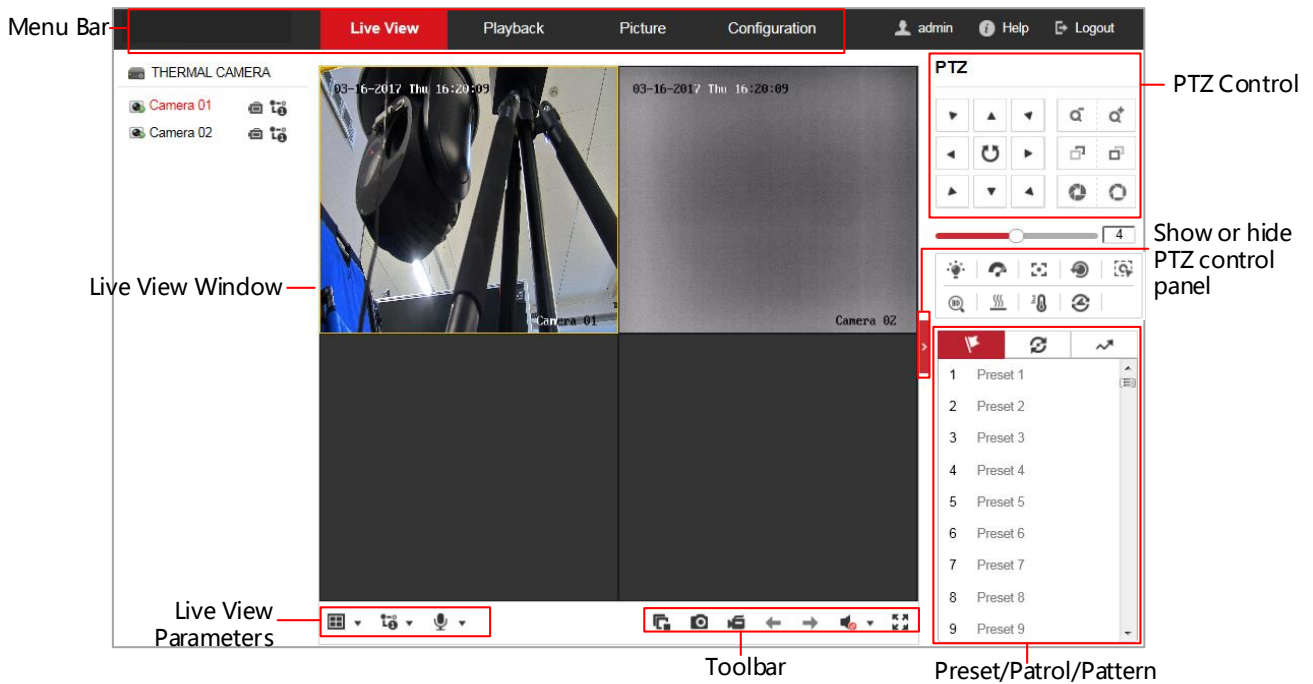 Menu Bar
Live View Playback Picture Configuration admin Help Logout
THERMAL CAMERA
Camera 01
Camera 02
03-16-2017 Thu 16:20:09
Camera 01
03-16-2017 Thu 16:20:09
Camera 02
Live View Window
PTZ
PTZ Control
4
Show or hide
PTZ control
panel
3D
1 Preset 1
2 Preset 2
3 Preset 3
4 Preset 4
5 Preset 5
6 Preset 6
7 Preset 7
8 Preset 8
9 Preset 9
Live View
Parameters
Toolbar
Preset/Patrol/Pattern